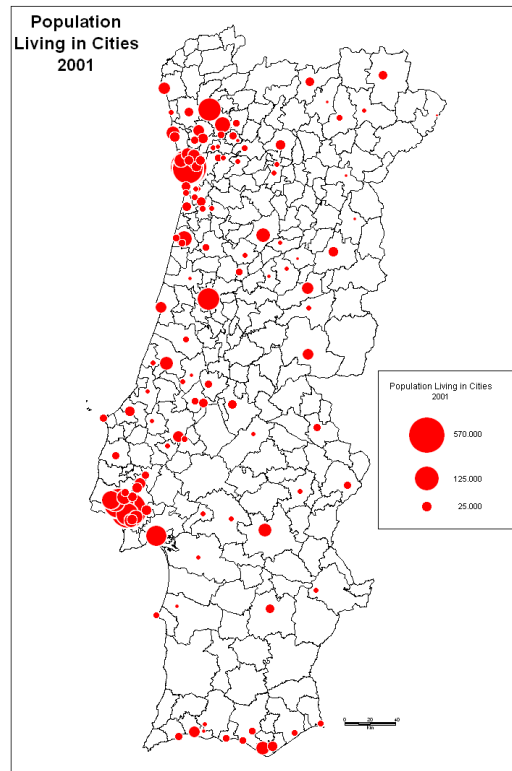 Population
Living in Cities
2001
Population Living in Cities
2001
570.000
125.000
25.000
0 20 40
Km